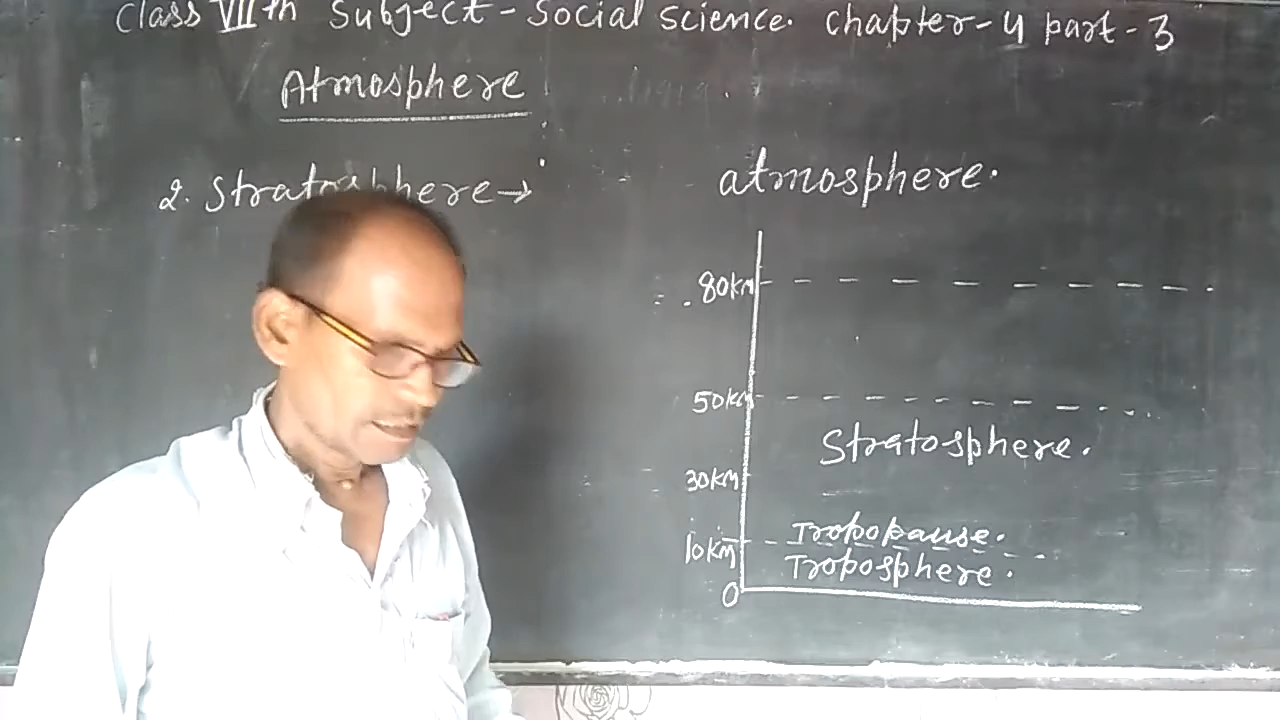 Class VIIth Subject - Social science. Chapter-4 part-3
Atmosphere
2. Stratosphere→
atmosphere.
80km
50km
Stratosphere.
30km
Tropopause.
10km
Troposphere.
0